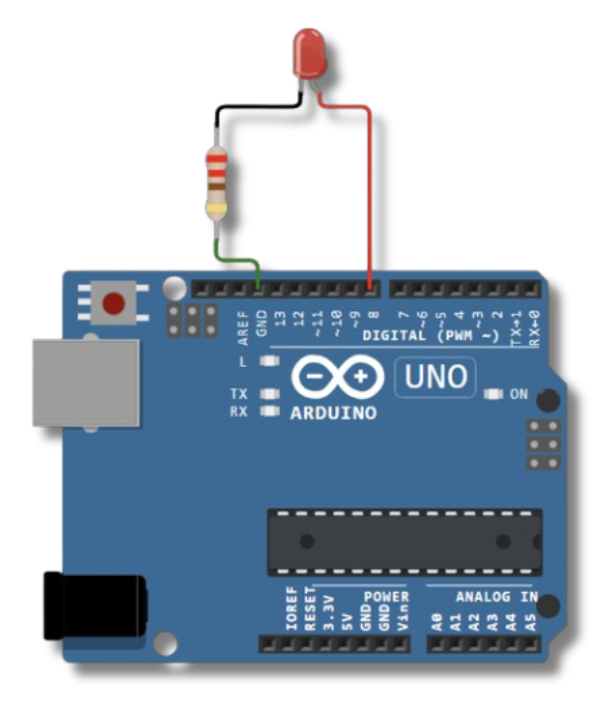 AREF
GND
13
12
~11
~10
~9
8
7
~6
~5
4
~3
2
TX→1
RX←0
DIGITAL (PWM ~)
L
TX
RX
ARDUINO
UNO
ON
POWER
ANALOG IN
IOREF
RESET
3.3V
5V
GND
GND
Vin
A0
A1
A2
A3
A4
A5